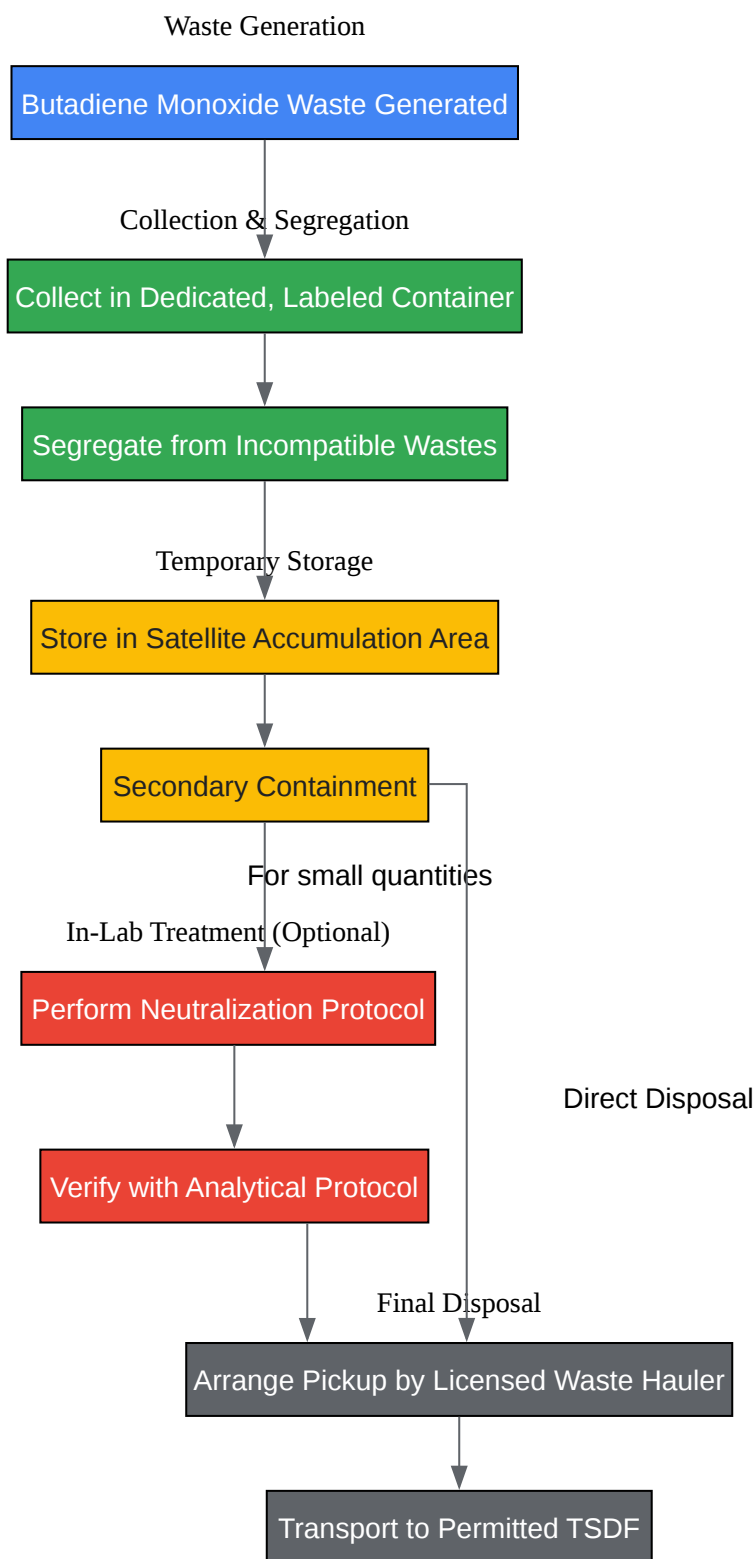 Waste Generation
Butadiene Monoxide Waste Generated
Collection & Segregation
Collect in Dedicated, Labeled Container
Segregate from Incompatible Wastes
Temporary Storage
Store in Satellite Accumulation Area
Secondary Containment
For small quantities
In-Lab Treatment (Optional)
Perform Neutralization Protocol
Direct Disposal
Verify with Analytical Protocol
Final Disposal
Arrange Pickup by Licensed Waste Hauler
Transport to Permitted TSDF